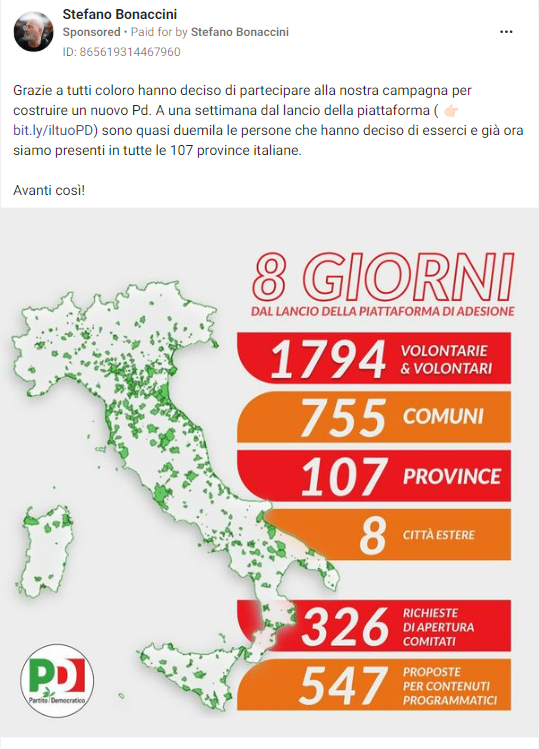 Stefano Bonaccini
Sponsored • Paid for by Stefano Bonaccini
ID: 865619314467960
Grazie a tutti coloro hanno deciso di partecipare alla nostra campagna per
costruire un nuovo Pd. A una settimana dal lancio della piattaforma ( 👉🏻
bit.ly/iltuoPD) sono quasi duemila le persone che hanno deciso di esserci e già ora
siamo presenti in tutte le 107 province italiane.
Avanti così!
8 GIORNI
DAL LANCIO DELLA PIATTAFORMA DI ADESIONE
1794 VOLONTARIE
& VOLONTARI
755 COMUNI
107 PROVINCE
8 CITTÀ ESTERE
326 RICHIESTE
DI APERTURA
COMITATI
547 PROPOSTE
PER CONTENUTI
PROGRAMMATICI
PD
Partito Democratico